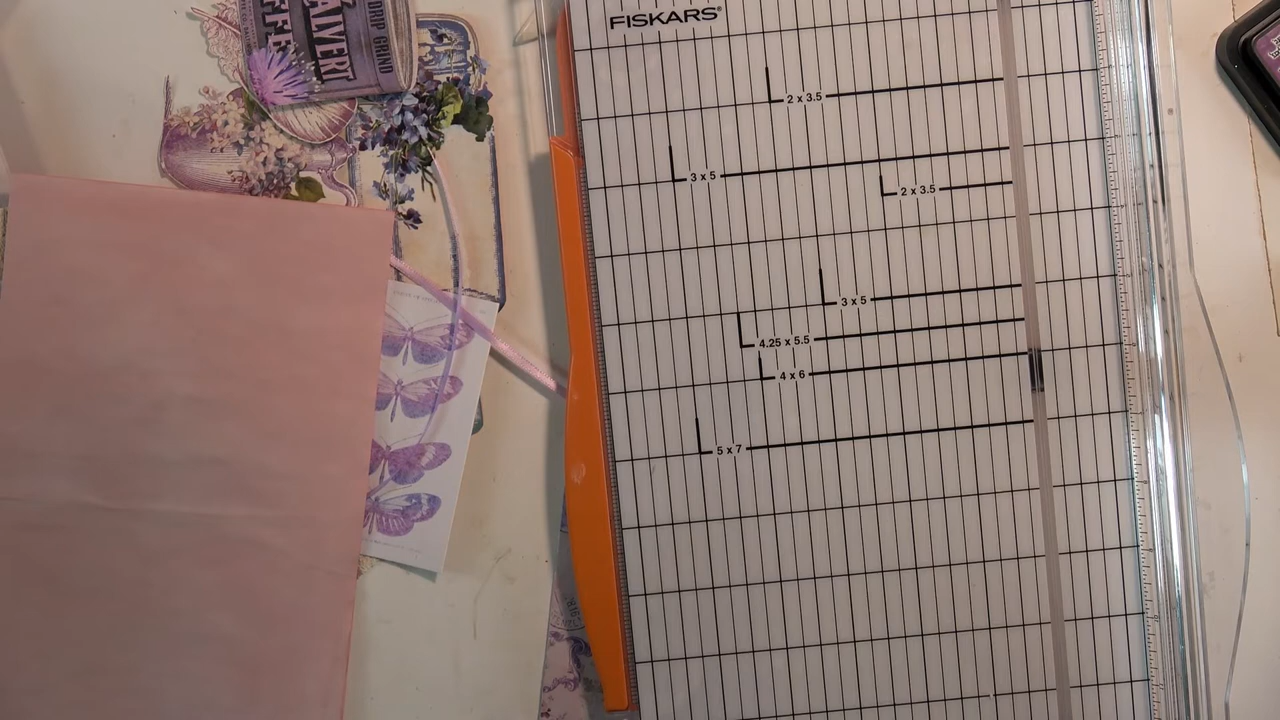 DRIP GRIND
CALVERT
FISKARS®
2 x 3.5
3 x 5
2 x 3.5
3 x 5
4.25 x 5.5
4 x 6
5 x 7